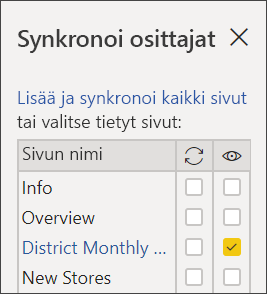 Synkronoi osittajat
Lisää ja synkronoi kaikki sivut
tai valitse tietyt sivut:
Sivun nimi
Info
Overview
District Monthly ...
New Stores